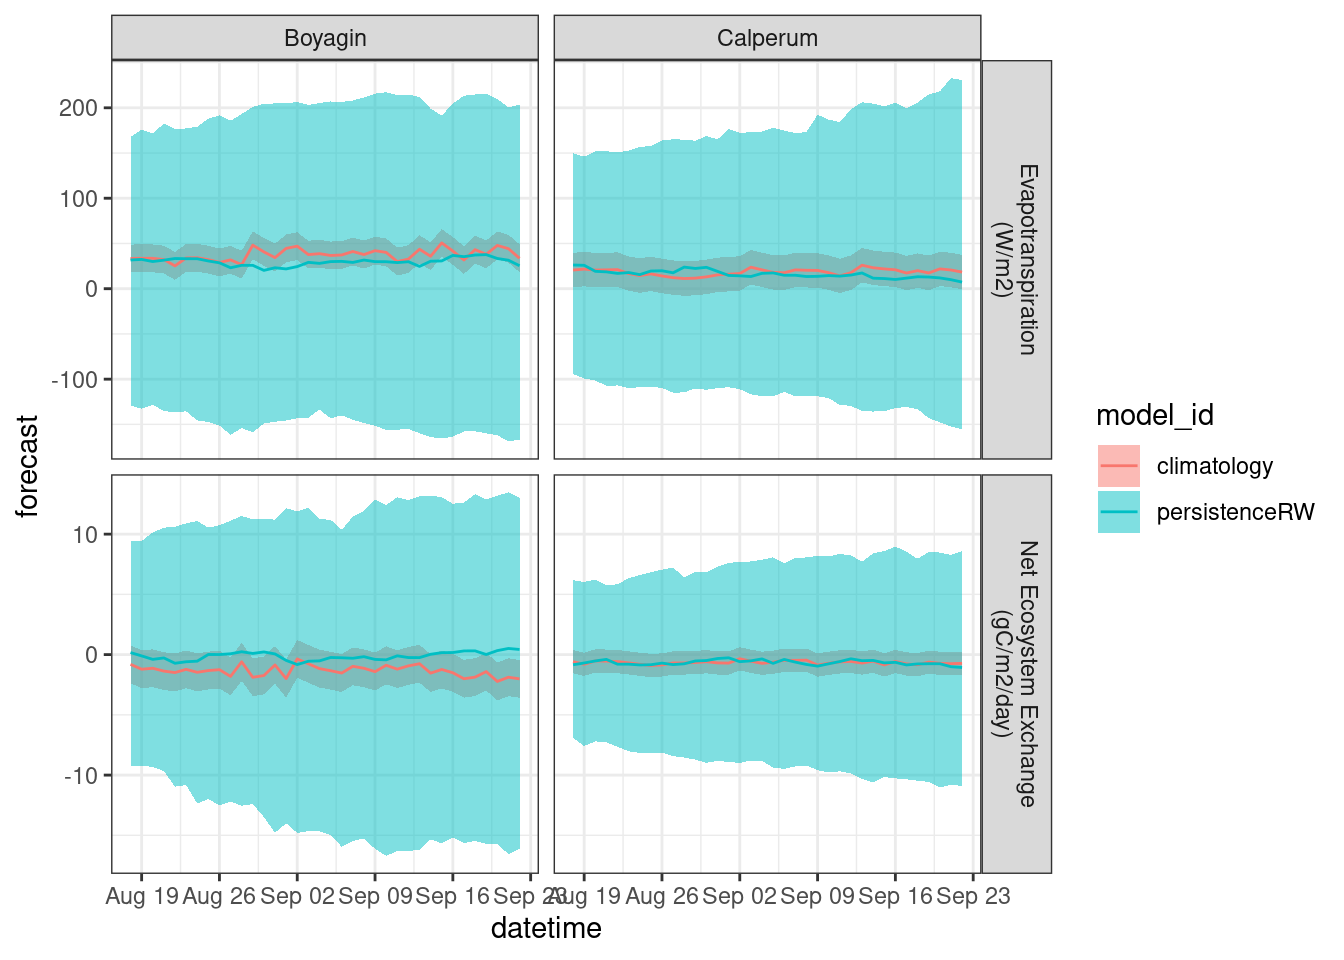 Boyagin
Calperum
200
100
0
-100
Evapotranspiration
(W/m2)
10
0
-10
Net Ecosystem Exchange
(gC/m2/day)
forecast
Aug 19 Aug 26 Sep 02 Sep 09 Sep 16 Sep 23
Aug 19 Aug 26 Sep 02 Sep 09 Sep 16 Sep 23
datetime
model_id
climatology
persistenceRW